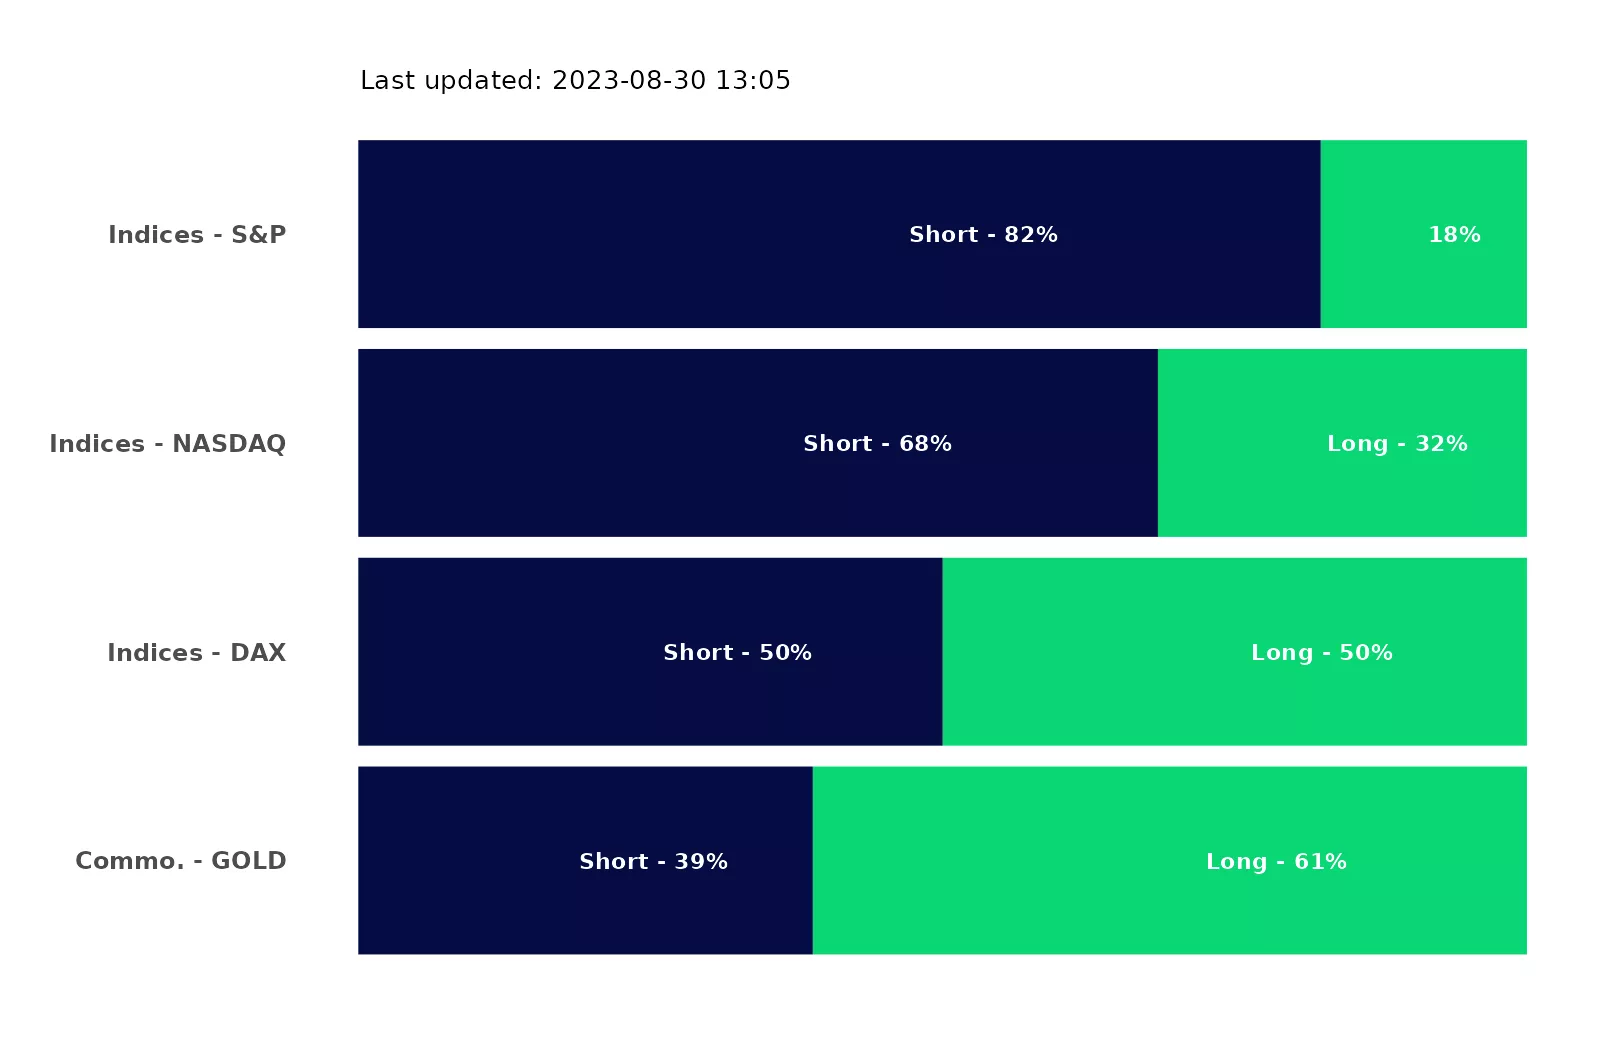 Last updated: 2023-08-30 13:05
Indices - S&P
Short - 82%
18%
Indices - NASDAQ
Short - 68%
Long - 32%
Indices - DAX
Short - 50%
Long - 50%
Commo. - GOLD
Short - 39%
Long - 61%